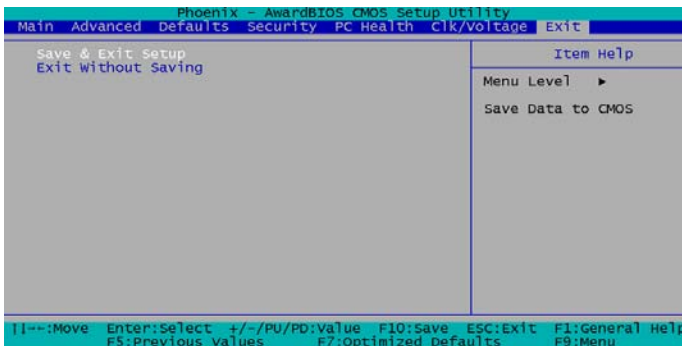 Phoenix - AwardBIOS CMOS Setup Utility
Main Advanced Defaults Security PC Health Clk/Voltage Exit
Save & Exit Setup
Exit Without Saving
Item Help
Menu Level ►
Save Data to CMOS
↑↓←→:Move Enter:Select +/-/PU/PD:Value F10:Save ESC:Exit F1:General Help
F5:Previous Values F7:Optimized Defaults F9:Menu